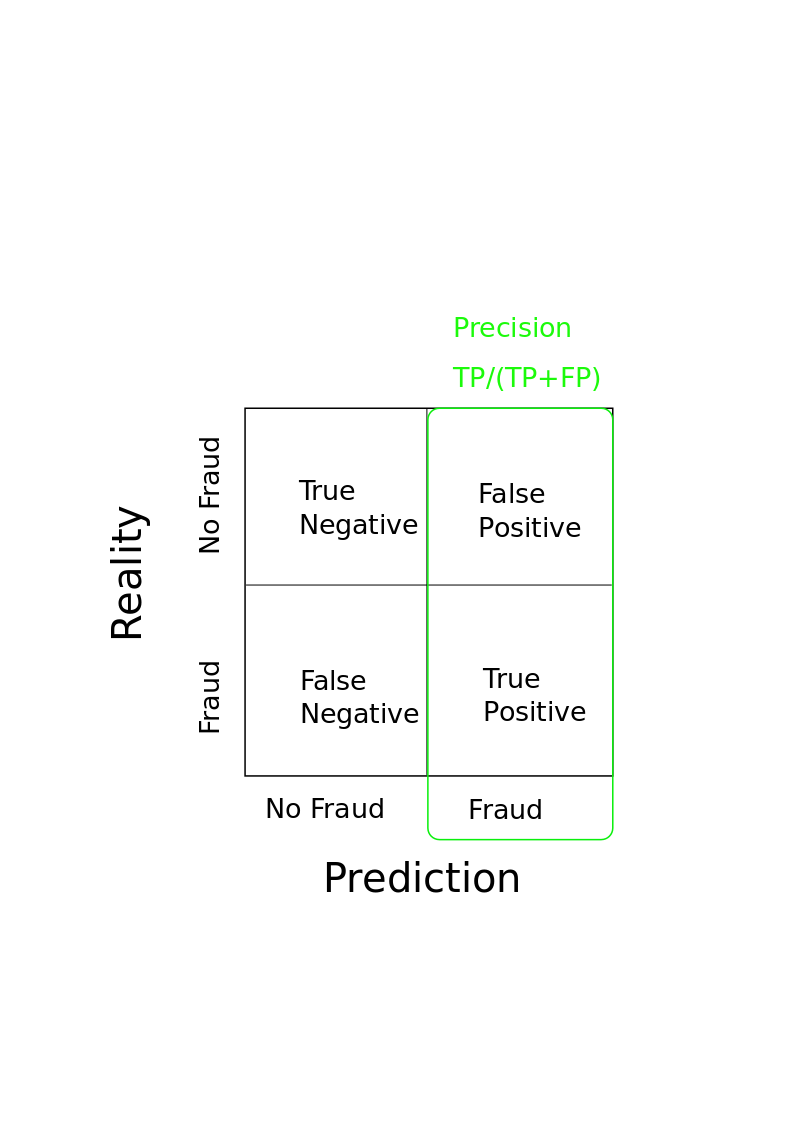 Precision
TP/(TP+FP)
Reality
No Fraud
True
Negative
False
Positive
Fraud
False
Negative
True
Positive
No Fraud
Fraud
Prediction